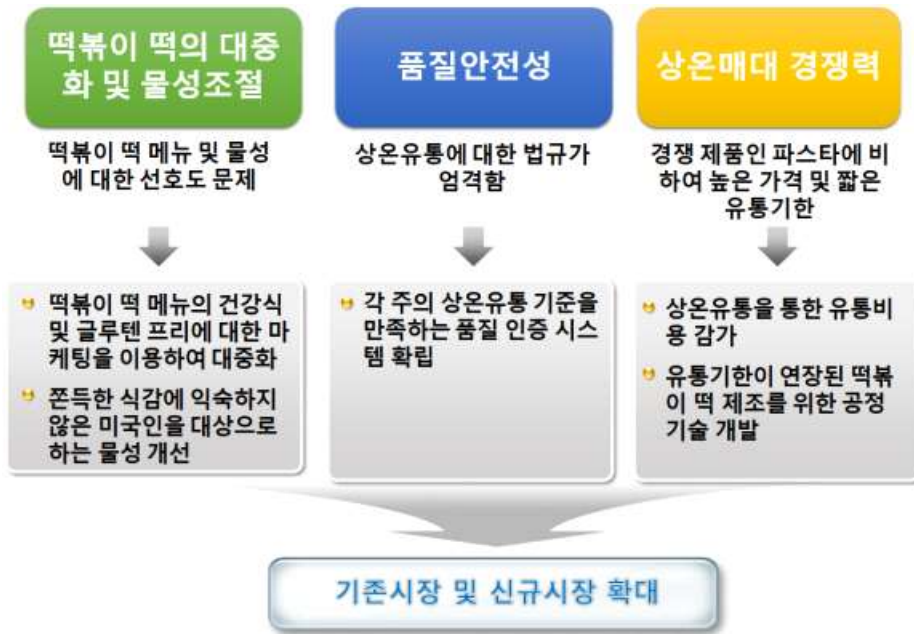 떡볶이 떡의 대중
화 및 물성조절
떡볶이 떡 메뉴 및 물성
에 대한 선호도 문제
떡볶이 떡 메뉴의 건강식
및 글루텐 프리에 대한 마
케팅을 이용하여 대중화
쫀득한 식감에 익숙하지
않은 미국인을 대상으로
하는 물성 개선
품질안전성
상온유통에 대한 법규가
엄격함
각 주의 상온유통 기준을
만족하는 품질 인증 시스
템 확립
상온매대 경쟁력
경쟁 제품인 파스타에 비
하여 높은 가격 및 짧은
유통기한
상온유통을 통한 유통비
용 감가
유통기한이 연장된 떡볶
이 떡 제조를 위한 공정
기술 개발
기존시장 및 신규시장 확대